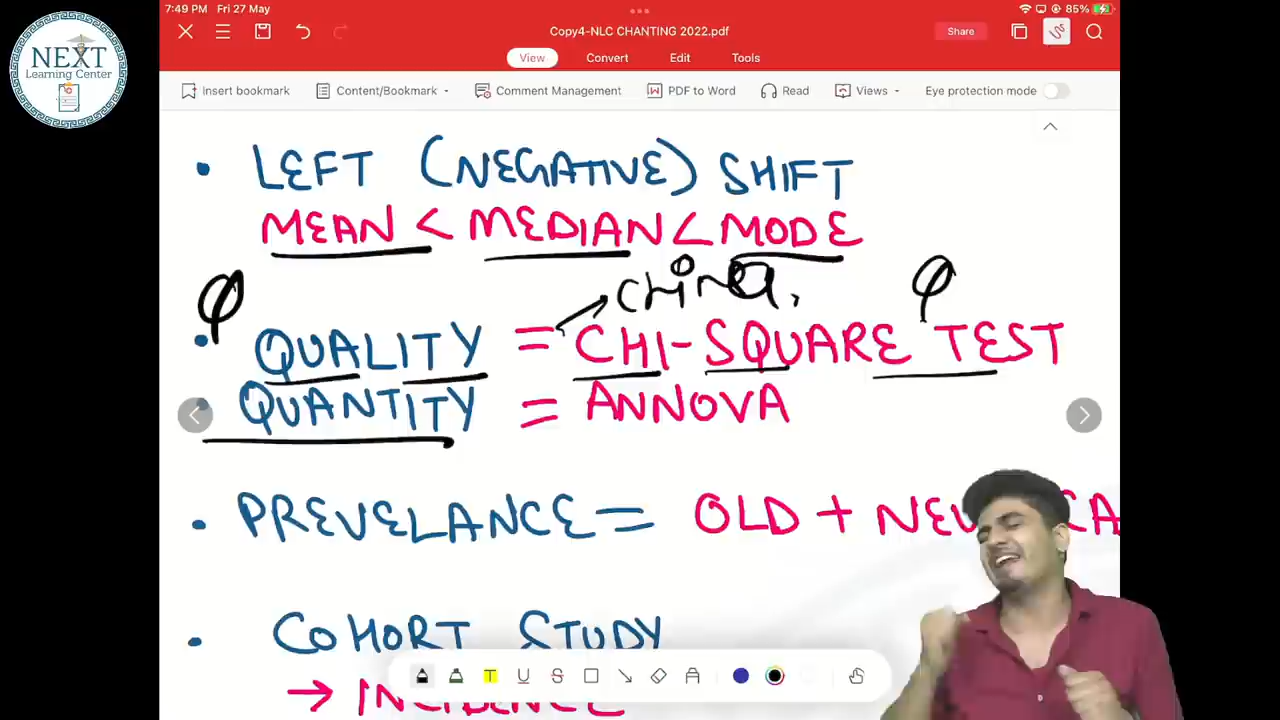 7:49 PM Fri 27 May
85%
NEXT
Learning Center
Copy4-NLC CHANTING 2022.pdf
Share
View Convert Edit Tools
Insert bookmark Content/Bookmark Comment Management PDF to Word Read Views Eye protection mode
• LEFT (NEGATIVE) SHIFT
MEAN < MEDIAN < MODE
CHINA,
• QUALITY = CHI-SQUARE TEST
• QUANTITY = ANNOVA
• PREVELANCE = OLD + NEW CA
• COHORT STUDY
→ INCIDENCE